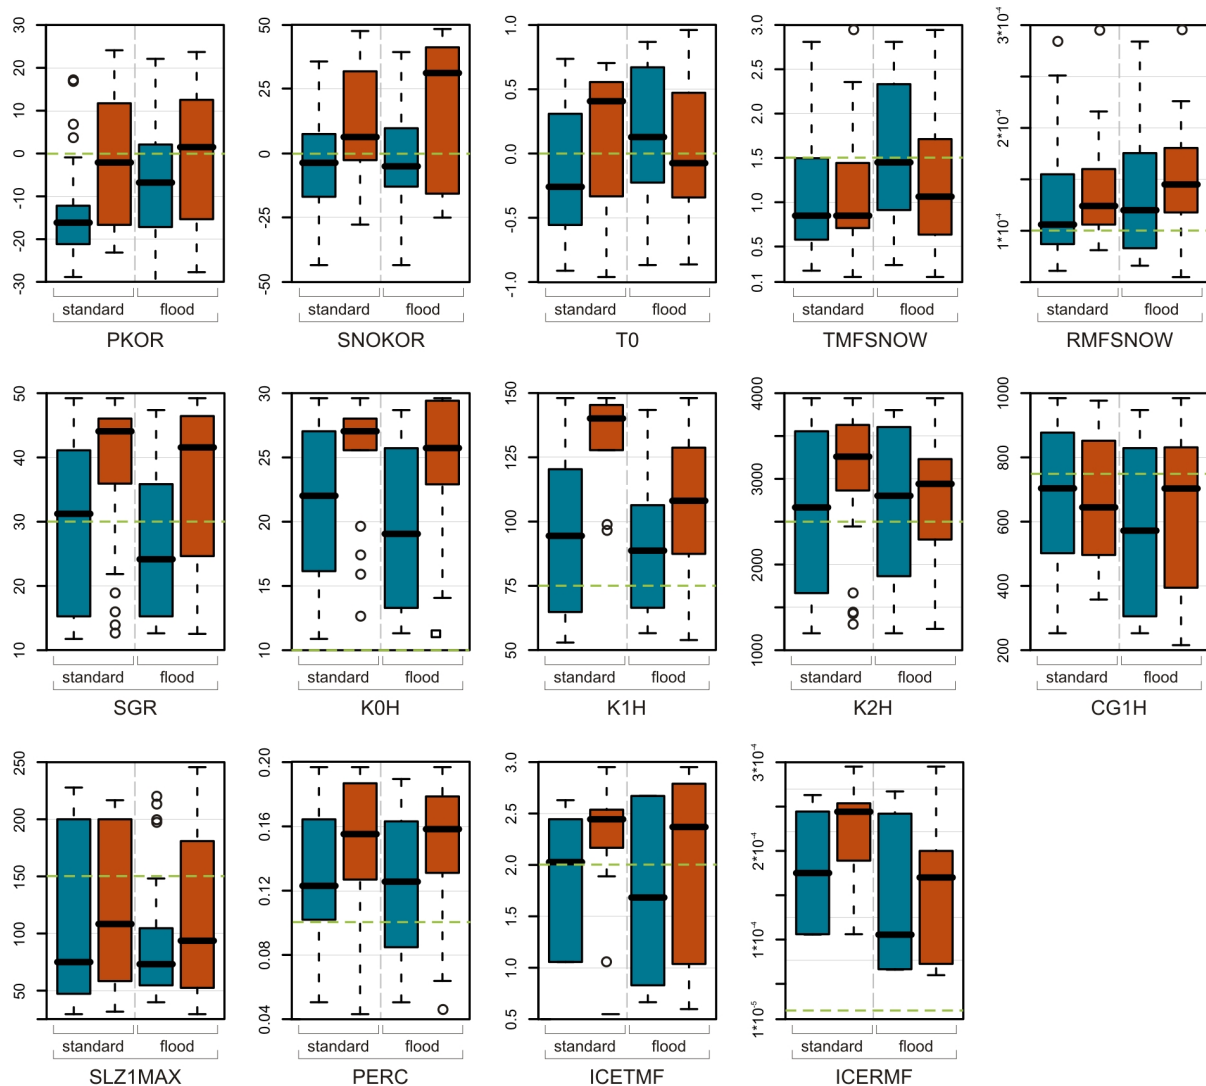 30
20
10
0
-10
-20
-30
standard flood
PKOR
50
25
0
-25
-50
standard flood
SNOKOR
1.0
0.5
0.0
-0.5
-1.0
standard flood
T0
3.0
2.5
2.0
1.5
1.0
0.5
0.1
standard flood
TMFSNOW
3*10⁻⁴
2*10⁻⁴
1*10⁻⁴
standard flood
RMFSNOW
50
40
30
20
10
standard flood
SGR
30
25
20
15
10
standard flood
K0H
150
125
100
75
50
standard flood
K1H
4000
3000
2000
1000
standard flood
K2H
1000
800
600
400
200
standard flood
CG1H
250
200
150
100
50
standard flood
SLZ1MAX
0.20
0.16
0.12
0.08
0.04
standard flood
PERC
3.0
2.5
2.0
1.5
1.0
0.5
standard flood
ICETMF
3*10⁻⁴
2*10⁻⁴
1*10⁻⁴
1*10⁻⁵
standard flood
ICERMF